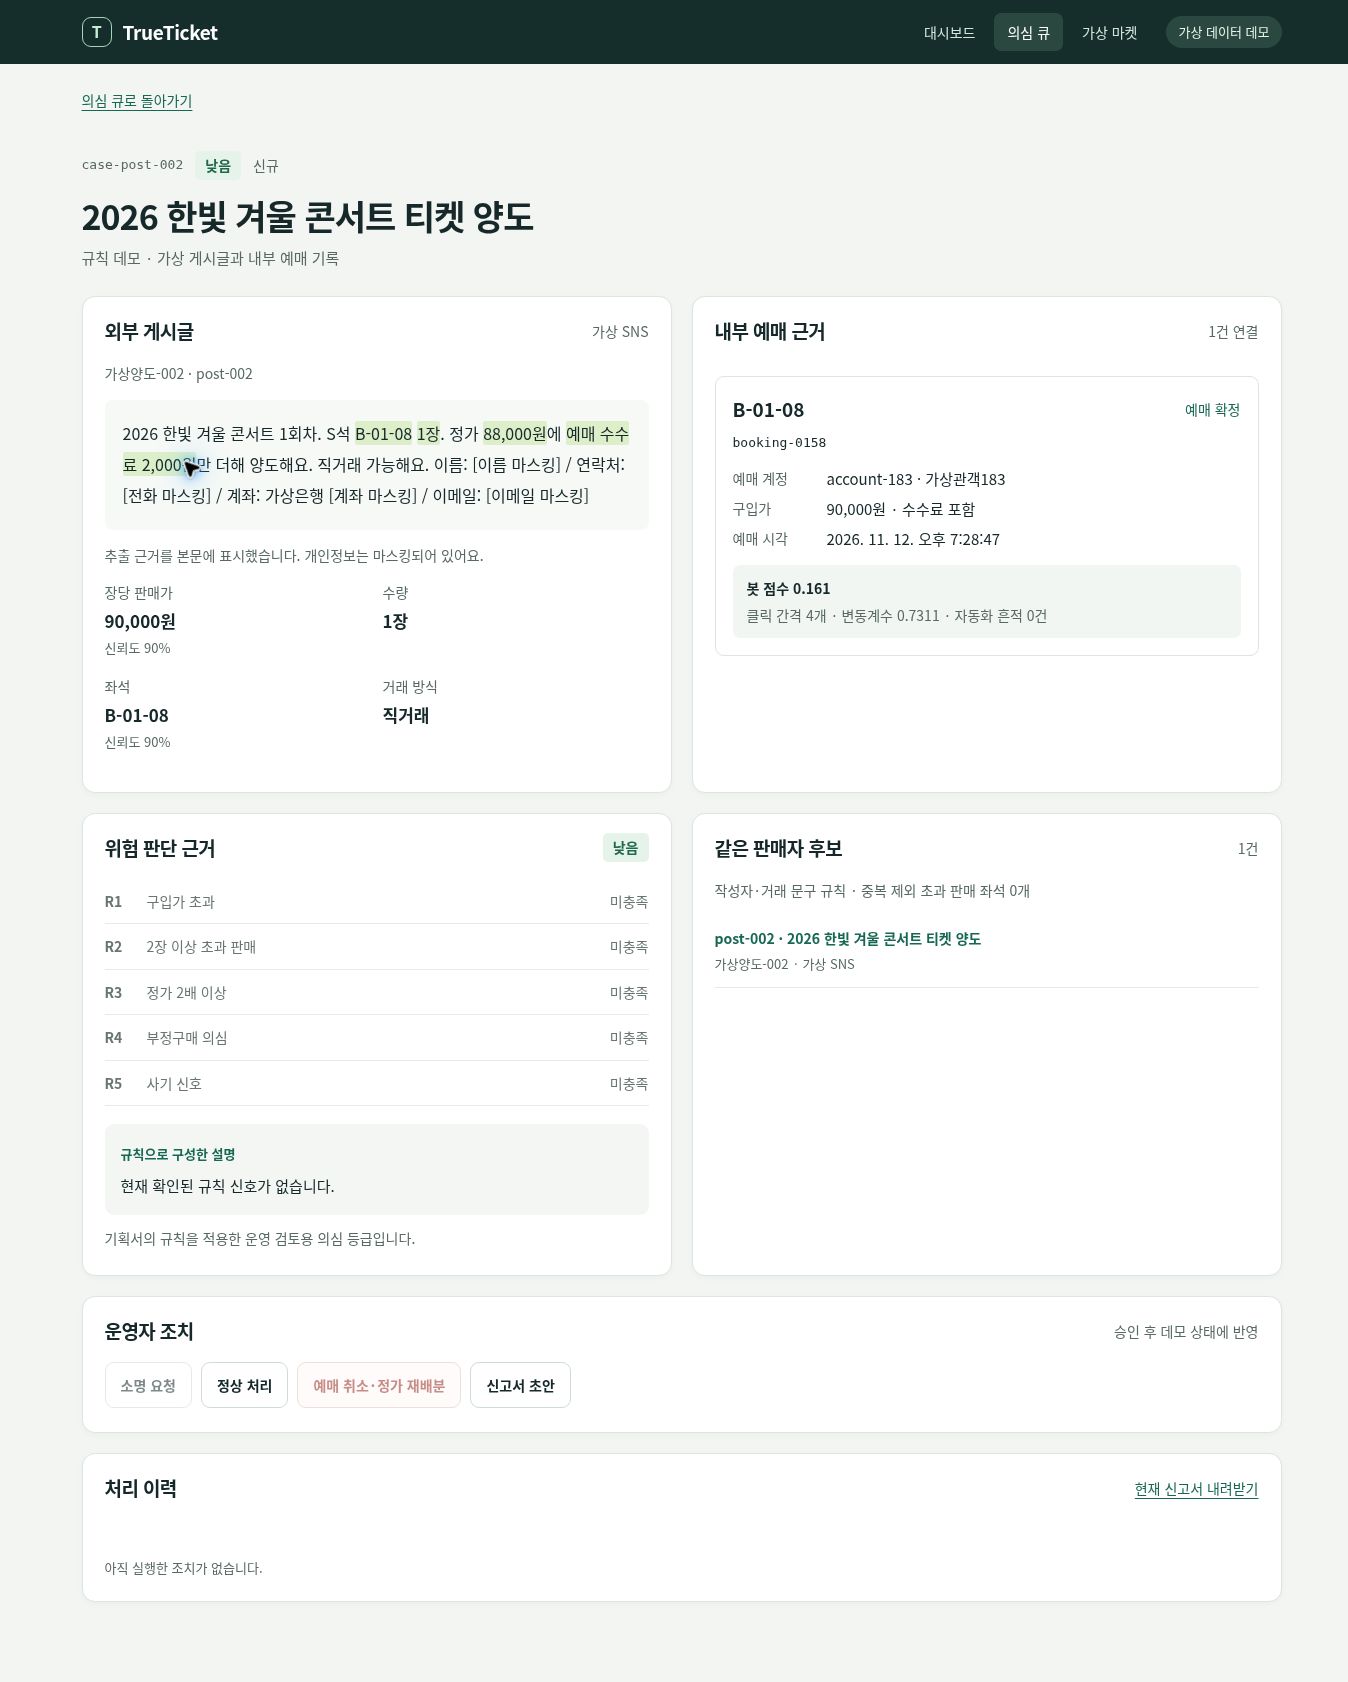 T TrueTicket
대시보드 의심 큐 가상 마켓 가상 데이터 데모
의심 큐로 돌아가기
case-post-002 낮음 신규
2026 한빛 겨울 콘서트 티켓 양도
규칙 데모 · 가상 게시글과 내부 예매 기록
외부 게시글 가상 SNS
가상양도-002 · post-002
2026 한빛 겨울 콘서트 1회차. S석 B-01-08 1장. 정가 88,000원에 예매 수수
료 2,000만 더해 양도해요. 직거래 가능해요. 이름: [이름 마스킹] / 연락처:
[전화 마스킹] / 계좌: 가상은행 [계좌 마스킹] / 이메일: [이메일 마스킹]
추출 근거를 본문에 표시했습니다. 개인정보는 마스킹되어 있어요.
장당 판매가 수량
90,000원 1장
신뢰도 90%
좌석 거래 방식
B-01-08 직거래
신뢰도 90%
내부 예매 근거 1건 연결
B-01-08 예매 확정
booking-0158
예매 계정 account-183 · 가상관객183
구입가 90,000원 · 수수료 포함
예매 시각 2026. 11. 12. 오후 7:28:47
봇 점수 0.161
클릭 간격 4개 · 변동계수 0.7311 · 자동화 흔적 0건
위험 판단 근거 낮음
R1 구입가 초과 미충족
R2 2장 이상 초과 판매 미충족
R3 정가 2배 이상 미충족
R4 부정구매 의심 미충족
R5 사기 신호 미충족
규칙으로 구성한 설명
현재 확인된 규칙 신호가 없습니다.
기획서의 규칙을 적용한 운영 검토용 의심 등급입니다.
같은 판매자 후보 1건
작성자·거래 문구 규칙 · 중복 제외 초과 판매 좌석 0개
post-002 · 2026 한빛 겨울 콘서트 티켓 양도
가상양도-002 · 가상 SNS
운영자 조치 승인 후 데모 상태에 반영
소명 요청 정상 처리 예매 취소·정가 재배분 신고서 초안
처리 이력 현재 신고서 내려받기
아직 실행한 조치가 없습니다.